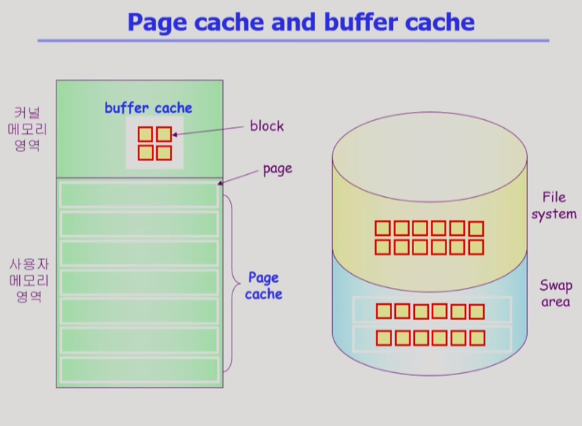 Page cache and buffer cache
커널
메모리
영역
buffer cache
block
page
사용자
메모리
영역
Page
cache
File
system
Swap
area